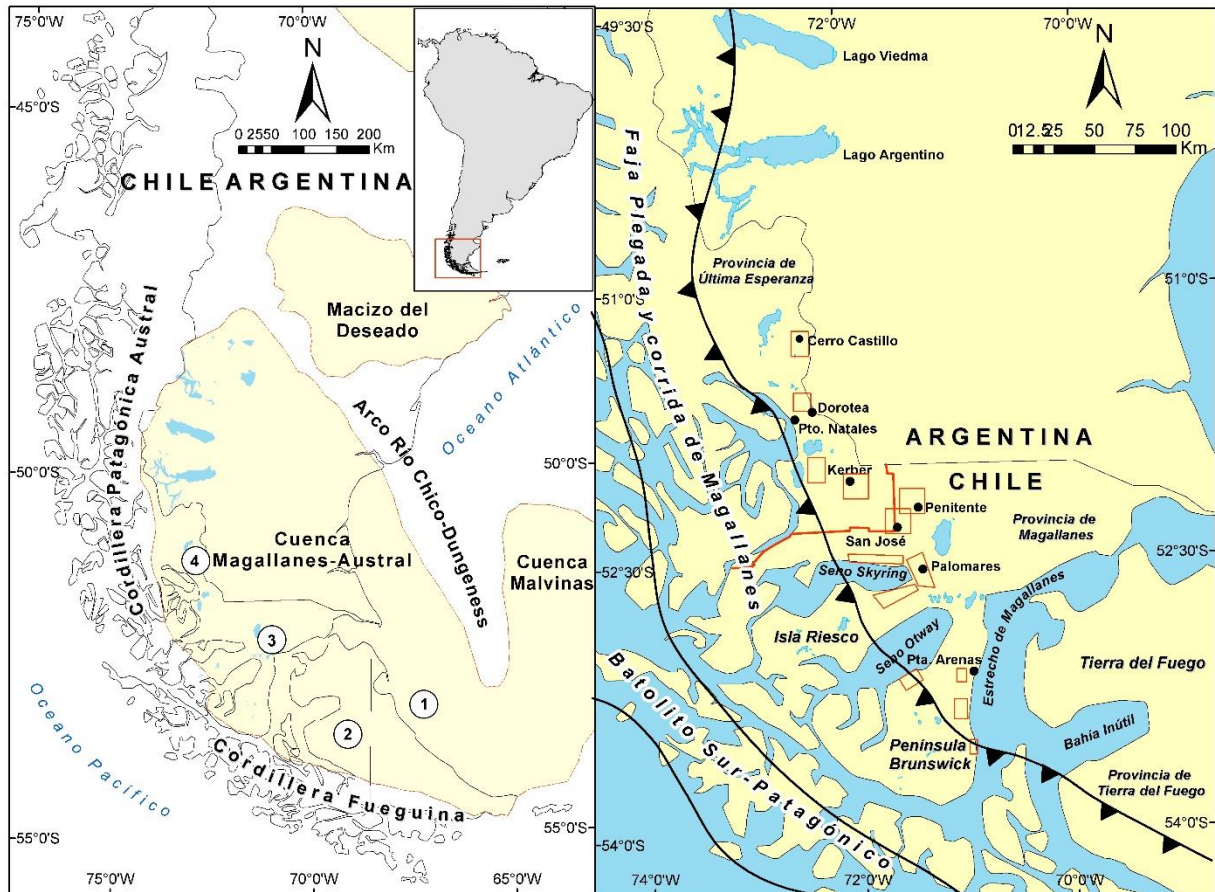 75°0'W
70°0'W
N
45°0'S
0 25 50 100 150 200
Km
CHILE ARGENTINA
Macizo del
Deseado
Oceano Atlántico
Cordillera Patagónica Austral
Arco Río Chico-Dungeness
50°0'S
50°0'S
Cuenca
Magallanes-Austral
Cuenca
Malvinas
4
3
1
2
Oceano Pacífico
Cordillera Fueguina
55°0'S
55°0'S
75°0'W
70°0'W
65°0'W
49°30'S
72°0'W
70°0'W
Lago Viedma
N
Lago Argentino
0 12.5 25 50 75 100
Km
Faja Plegada y corrida de Magallanes
Provincia de
Última Esperanza
51°0'S
51°0'S
Cerro Castillo
Dorotea
Pto. Natales
ARGENTINA
Kerber
CHILE
Penitente
Provincia de
Magallanes
San José
52°30'S
52°30'S
Seno Skyring
Palomares
Isla Riesco
Seno Otway
Pta. Arenas
Estrecho de Magallanes
Tierra del Fuego
Bahía Inútil
Peninsula
Brunswick
Batolito Sur-Patagónico
Provincia de
Tierra del Fuego
54°0'S
54°0'S
74°0'W
72°0'W
70°0'W